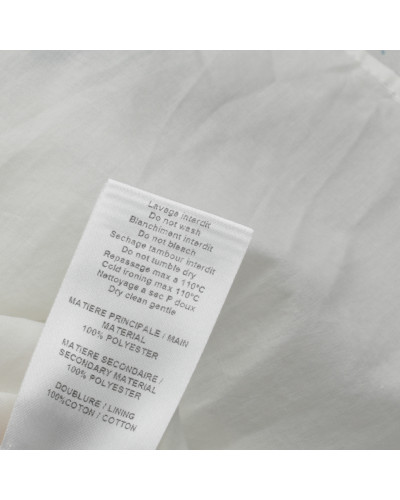 Lavage interdit
Do not wash
Blanchiment interdit
Do not bleach
Sechage tambour interdit
Do not tumble dry
Repassage max a 110°C
Cold ironing max 110°C
Nettoyage a sec P doux
Dry clean gentle
MATIERE PRINCIPALE / MAIN
MATERIAL
100% POLYESTER
MATIERE SECONDAIRE /
SECONDARY MATERIAL
100% POLYESTER
DOUBLURE / LINING
100%COTON / COTTON